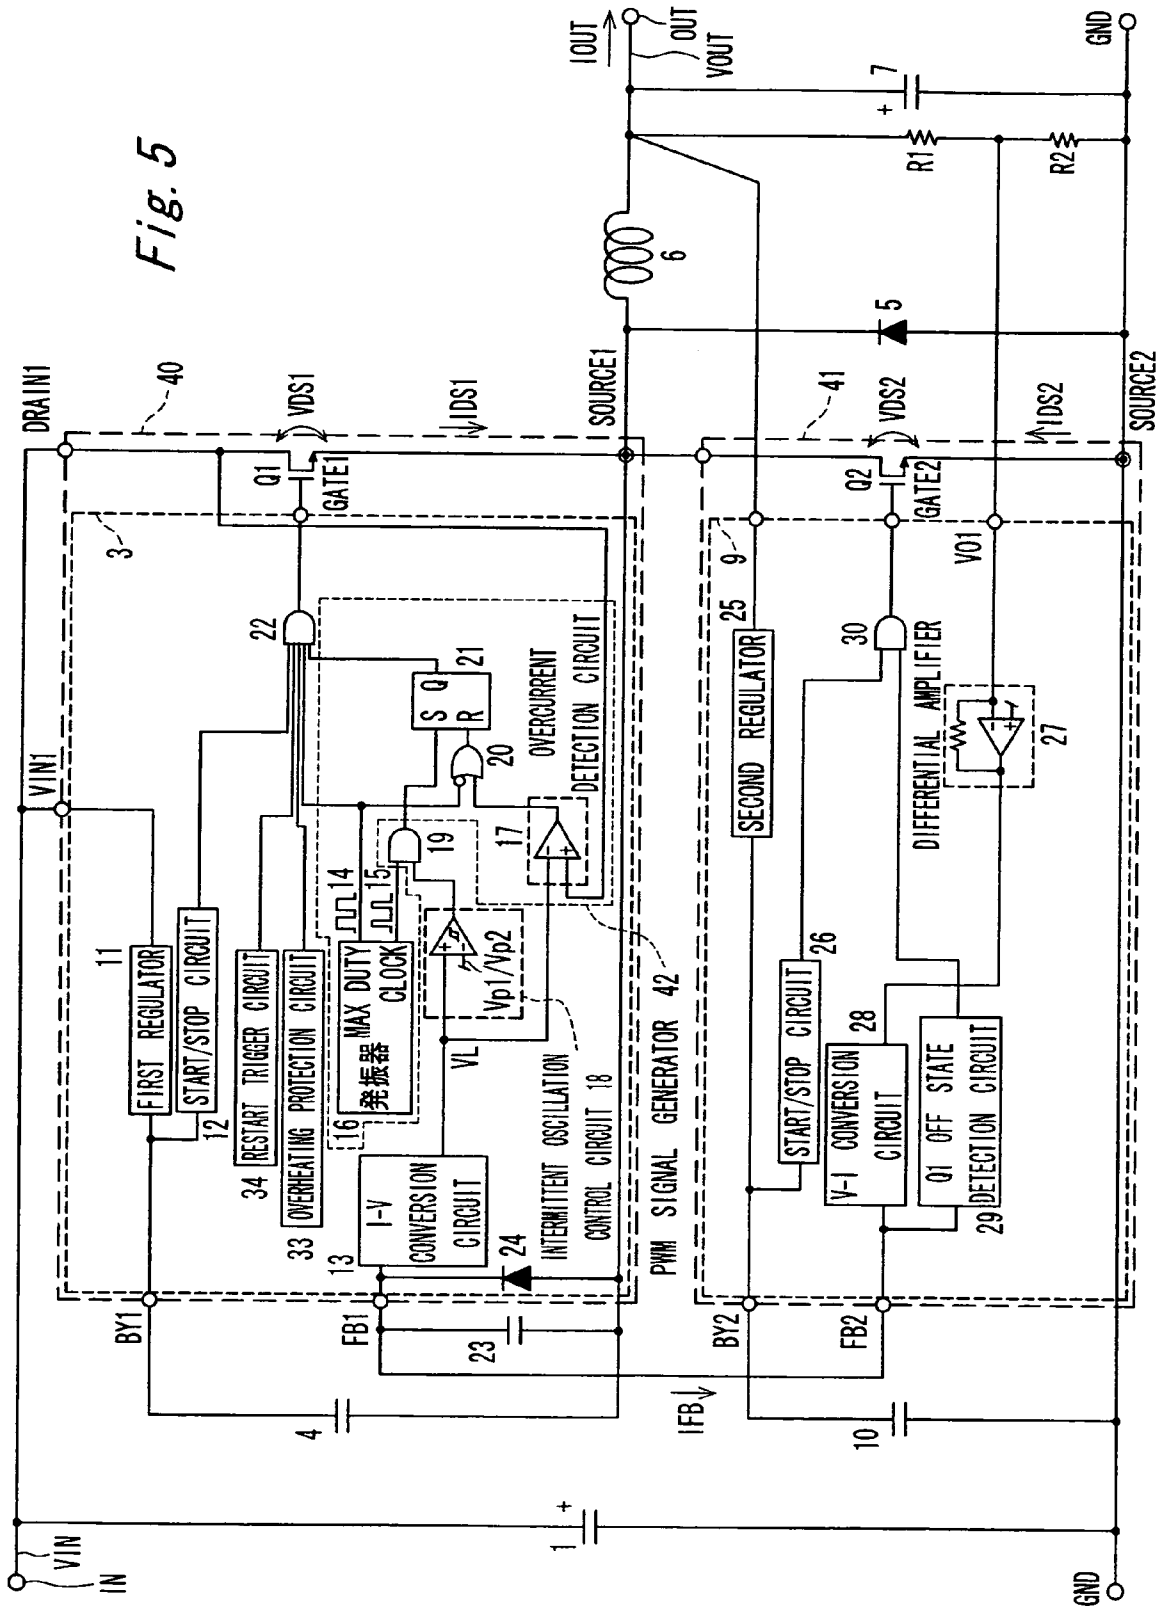 Fig. 5
IN
VIN
VIN1
DRAIN1
40
3
11
FIRST REGULATOR
START/STOP CIRCUIT
12
RESTART TRIGGER CIRCUIT
34
OVERHEATING PROTECTION CIRCUIT
33
22
Q1
GATE1
VDS1
IDS1
BY1
4
FB1
23
24
13
I-V
CONVERSION
CIRCUIT
16
MAX DUTY
発振器
CLOCK
14
15
19
S
Q
R
21
20
VL
+
-
Vp1/Vp2
17
-
+
OVERCURRENT
DETECTION CIRCUIT
INTERMITTENT OSCILLATION
CONTROL CIRCUIT 18
PWM SIGNAL GENERATOR 42
SOURCE1
IOUT
OUT
VOUT
6
5
+
7
R1
R2
GND
1
+
IFB
BY2
10
FB2
SECOND REGULATOR
25
9
START/STOP CIRCUIT
26
V-I CONVERSION
CIRCUIT
28
Q1 OFF STATE
DETECTION CIRCUIT
29
30
Q2
GATE2
VDS2
41
IDS2
DIFFERENTIAL AMPLIFIER
-
+
27
VO1
SOURCE2
GND